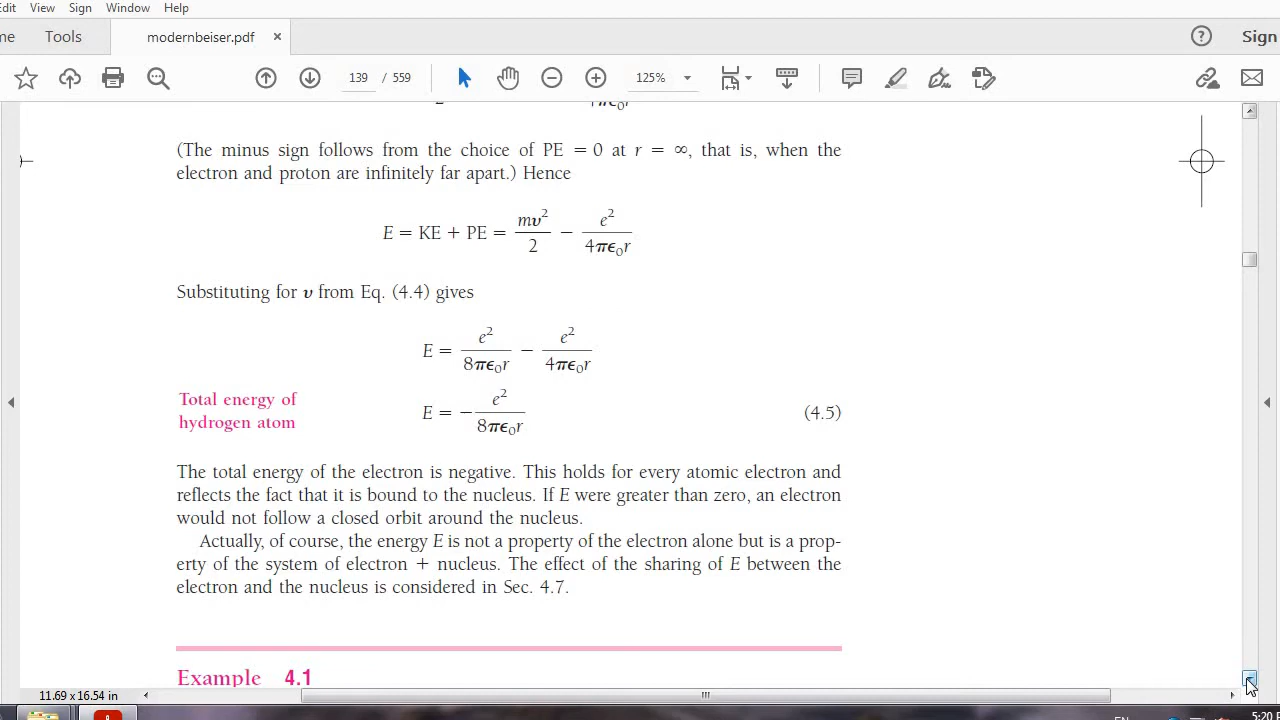 Edit View Sign Window Help
me Tools modernbeiser.pdf × Sign
139 / 559 125%
(The minus sign follows from the choice of PE = 0 at r = ∞, that is, when the
electron and proton are infinitely far apart.) Hence
E = KE + PE = mv²/2 − e²/4πϵ₀r
Substituting for v from Eq. (4.4) gives
E = e²/8πϵ₀r − e²/4πϵ₀r
Total energy of
hydrogen atom
E = − e²/8πϵ₀r (4.5)
The total energy of the electron is negative. This holds for every atomic electron and
reflects the fact that it is bound to the nucleus. If E were greater than zero, an electron
would not follow a closed orbit around the nucleus.
Actually, of course, the energy E is not a property of the electron alone but is a prop-
erty of the system of electron + nucleus. The effect of the sharing of E between the
electron and the nucleus is considered in Sec. 4.7.
Example 4.1
11.69 x 16.54 in
EN 5:20